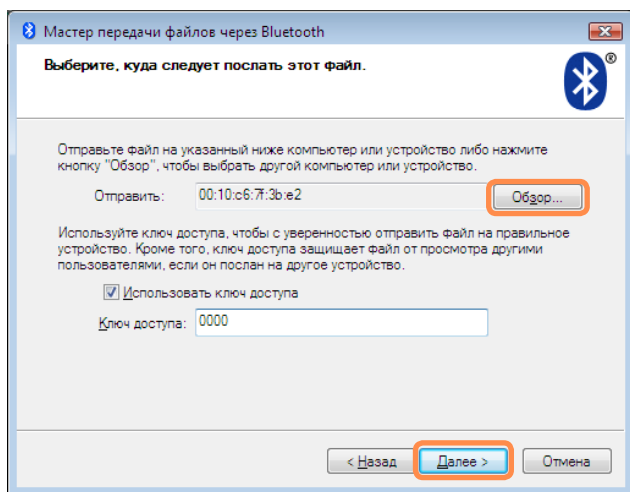 Мастер передачи файлов через Bluetooth
Выберите, куда следует послать этот файл.
®
Отправьте файл на указанный ниже компьютер или устройство либо нажмите
кнопку "Обзор", чтобы выбрать другой компьютер или устройство.
Отправить: 00:10:c6:7f:3b:e2 Обзор...
Используйте ключ доступа, чтобы с уверенностью отправить файл на правильное
устройство. Кроме того, ключ доступа защищает файл от просмотра другими
пользователями, если он послан на другое устройство.
Использовать ключ доступа
Ключ доступа: 0000
< Назад Далее > Отмена